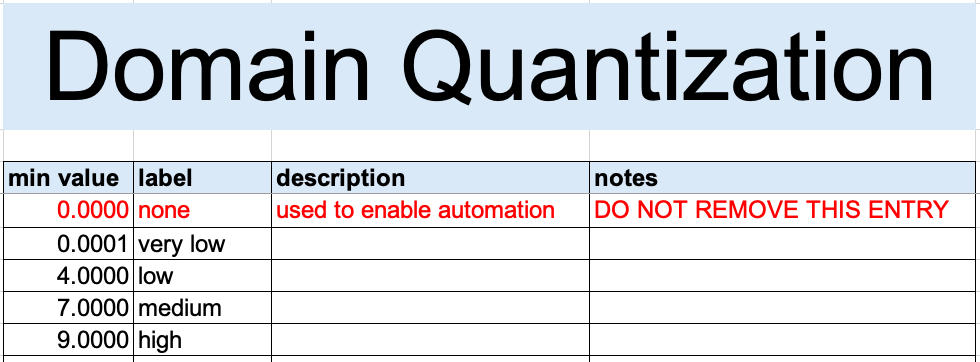 Domain Quantization
min value label description notes
0.0000 none used to enable automation DO NOT REMOVE THIS ENTRY
0.0001 very low
4.0000 low
7.0000 medium
9.0000 high